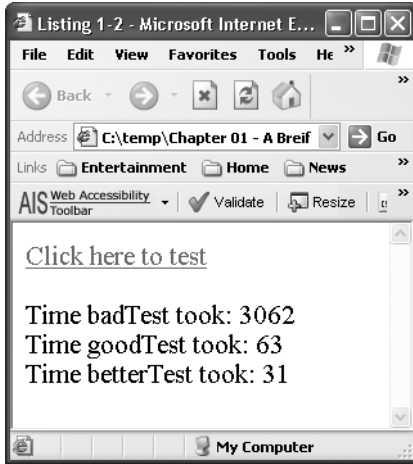 Listing 1-2 - Microsoft Internet E...
File Edit View Favorites Tools He »
Back »
Address C:\temp\Chapter 01 - A Breif Go
Links Entertainment Home News »
AIS Web Accessibility Toolbar Validate Resize »
Click here to test
Time badTest took: 3062
Time goodTest took: 63
Time betterTest took: 31
My Computer